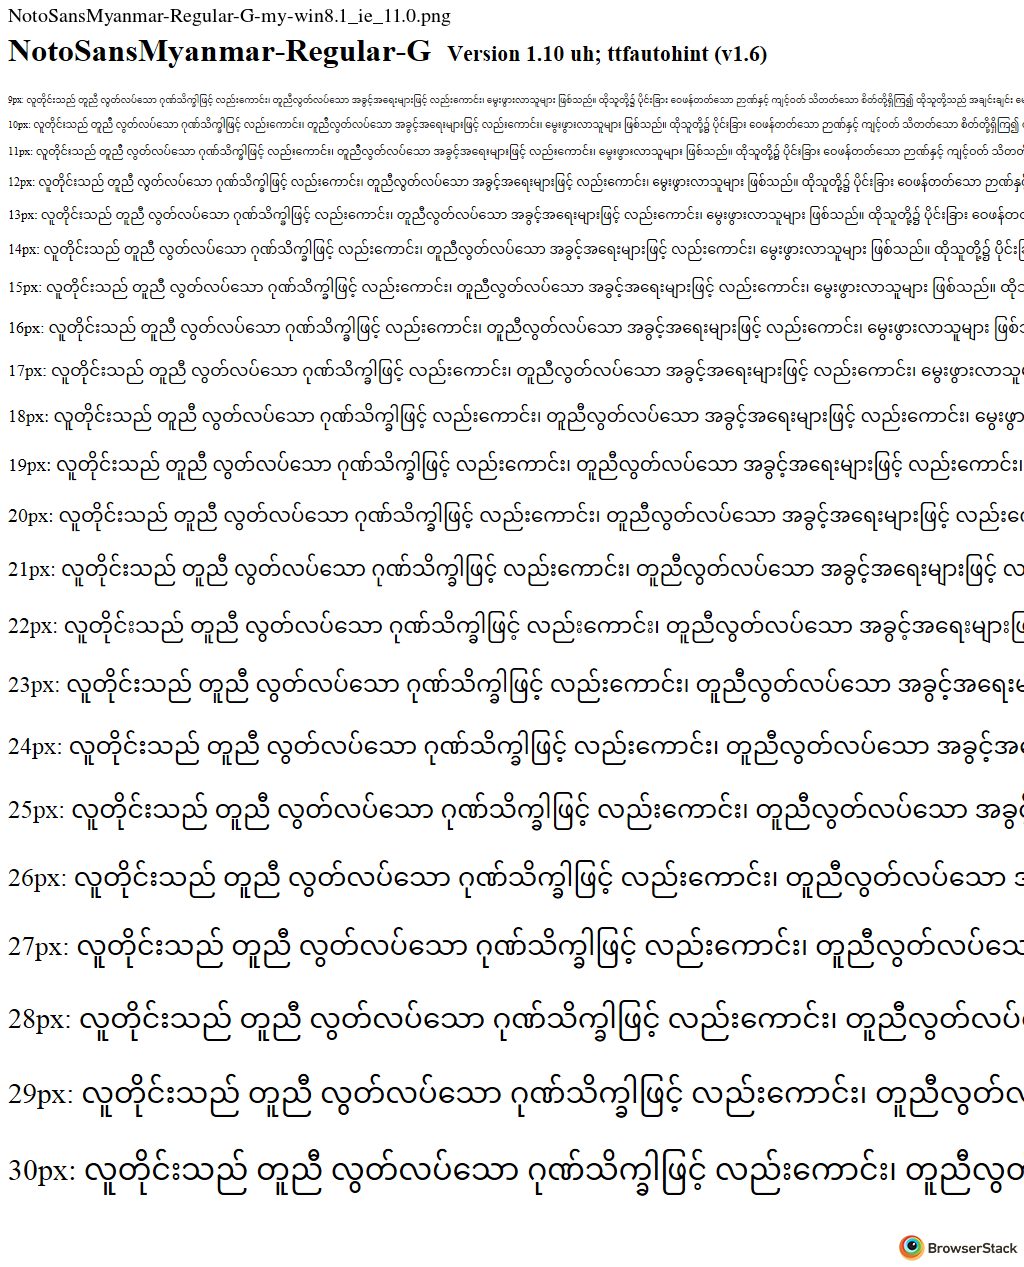 NotoSansMyanmar-Regular-G-my-win8.1_ie_11.0.png
NotoSansMyanmar-Regular-G Version 1.10 uh; ttfautohint (v1.6)
9px: လူတိုင်းသည် တူညီ လွတ်လပ်သော ဂုဏ်သိက္ခါဖြင့် လည်းကောင်း၊ တူညီလွတ်လပ်သော အခွင့်အရေးများဖြင့် လည်းကောင်း၊ မွေးဖွားလာသူများ ဖြစ်သည်။ ထိုသူတို့၌ ပိုင်းခြား ဝေဖန်တတ်သော ဉာဏ်နှင့် ကျင့်ဝတ် သိတတ်သော စိတ်တို့ရှိကြ၍ ထိုသူတို့သည် အချင်းချင်း
10px: လူတိုင်းသည် တူညီ လွတ်လပ်သော ဂုဏ်သိက္ခါဖြင့် လည်းကောင်း၊ တူညီလွတ်လပ်သော အခွင့်အရေးများဖြင့် လည်းကောင်း၊ မွေးဖွားလာသူများ ဖြစ်သည်။ ထိုသူတို့၌ ပိုင်းခြား ဝေဖန်တတ်သော ဉာဏ်နှင့် ကျင့်ဝတ် သိတတ်သော စိတ်တို့ရှိကြ၍
11px: လူတိုင်းသည် တူညီ လွတ်လပ်သော ဂုဏ်သိက္ခါဖြင့် လည်းကောင်း၊ တူညီလွတ်လပ်သော အခွင့်အရေးများဖြင့် လည်းကောင်း၊ မွေးဖွားလာသူများ ဖြစ်သည်။ ထိုသူတို့၌ ပိုင်းခြား ဝေဖန်တတ်သော ဉာဏ်နှင့် ကျင့်ဝတ် သိတတ်
12px: လူတိုင်းသည် တူညီ လွတ်လပ်သော ဂုဏ်သိက္ခါဖြင့် လည်းကောင်း၊ တူညီလွတ်လပ်သော အခွင့်အရေးများဖြင့် လည်းကောင်း၊ မွေးဖွားလာသူများ ဖြစ်သည်။ ထိုသူတို့၌ ပိုင်းခြား ဝေဖန်တတ်သော ဉာဏ်နှင့်
13px: လူတိုင်းသည် တူညီ လွတ်လပ်သော ဂုဏ်သိက္ခါဖြင့် လည်းကောင်း၊ တူညီလွတ်လပ်သော အခွင့်အရေးများဖြင့် လည်းကောင်း၊ မွေးဖွားလာသူများ ဖြစ်သည်။ ထိုသူတို့၌ ပိုင်းခြား ဝေဖန်တ
14px: လူတိုင်းသည် တူညီ လွတ်လပ်သော ဂုဏ်သိက္ခါဖြင့် လည်းကောင်း၊ တူညီလွတ်လပ်သော အခွင့်အရေးများဖြင့် လည်းကောင်း၊ မွေးဖွားလာသူများ ဖြစ်သည်။ ထိုသူတို့၌ ပိုင်းခြ
15px: လူတိုင်းသည် တူညီ လွတ်လပ်သော ဂုဏ်သိက္ခါဖြင့် လည်းကောင်း၊ တူညီလွတ်လပ်သော အခွင့်အရေးများဖြင့် လည်းကောင်း၊ မွေးဖွားလာသူများ ဖြစ်သည်။ ထိုသ
16px: လူတိုင်းသည် တူညီ လွတ်လပ်သော ဂုဏ်သိက္ခါဖြင့် လည်းကောင်း၊ တူညီလွတ်လပ်သော အခွင့်အရေးများဖြင့် လည်းကောင်း၊ မွေးဖွားလာသူများ ဖြစ်သ
17px: လူတိုင်းသည် တူညီ လွတ်လပ်သော ဂုဏ်သိက္ခါဖြင့် လည်းကောင်း၊ တူညီလွတ်လပ်သော အခွင့်အရေးများဖြင့် လည်းကောင်း၊ မွေးဖွားလာသူမ
18px: လူတိုင်းသည် တူညီ လွတ်လပ်သော ဂုဏ်သိက္ခါဖြင့် လည်းကောင်း၊ တူညီလွတ်လပ်သော အခွင့်အရေးများဖြင့် လည်းကောင်း၊ မွေးဖွာ
19px: လူတိုင်းသည် တူညီ လွတ်လပ်သော ဂုဏ်သိက္ခါဖြင့် လည်းကောင်း၊ တူညီလွတ်လပ်သော အခွင့်အရေးများဖြင့် လည်းကောင်း၊
20px: လူတိုင်းသည် တူညီ လွတ်လပ်သော ဂုဏ်သိက္ခါဖြင့် လည်းကောင်း၊ တူညီလွတ်လပ်သော အခွင့်အရေးများဖြင့် လည်းကေ
21px: လူတိုင်းသည် တူညီ လွတ်လပ်သော ဂုဏ်သိက္ခါဖြင့် လည်းကောင်း၊ တူညီလွတ်လပ်သော အခွင့်အရေးများဖြင့် လ
22px: လူတိုင်းသည် တူညီ လွတ်လပ်သော ဂုဏ်သိက္ခါဖြင့် လည်းကောင်း၊ တူညီလွတ်လပ်သော အခွင့်အရေးများဖြ
23px: လူတိုင်းသည် တူညီ လွတ်လပ်သော ဂုဏ်သိက္ခါဖြင့် လည်းကောင်း၊ တူညီလွတ်လပ်သော အခွင့်အရေးမ
24px: လူတိုင်းသည် တူညီ လွတ်လပ်သော ဂုဏ်သိက္ခါဖြင့် လည်းကောင်း၊ တူညီလွတ်လပ်သော အခွင့်အ
25px: လူတိုင်းသည် တူညီ လွတ်လပ်သော ဂုဏ်သိက္ခါဖြင့် လည်းကောင်း၊ တူညီလွတ်လပ်သော အခွင့်
26px: လူတိုင်းသည် တူညီ လွတ်လပ်သော ဂုဏ်သိက္ခါဖြင့် လည်းကောင်း၊ တူညီလွတ်လပ်သော
27px: လူတိုင်းသည် တူညီ လွတ်လပ်သော ဂုဏ်သိက္ခါဖြင့် လည်းကောင်း၊ တူညီလွတ်လပ်သေ
28px: လူတိုင်းသည် တူညီ လွတ်လပ်သော ဂုဏ်သိက္ခါဖြင့် လည်းကောင်း၊ တူညီလွတ်လပ်
29px: လူတိုင်းသည် တူညီ လွတ်လပ်သော ဂုဏ်သိက္ခါဖြင့် လည်းကောင်း၊ တူညီလွတ်လ
30px: လူတိုင်းသည် တူညီ လွတ်လပ်သော ဂုဏ်သိက္ခါဖြင့် လည်းကောင်း၊ တူညီလွတ
BrowserStack